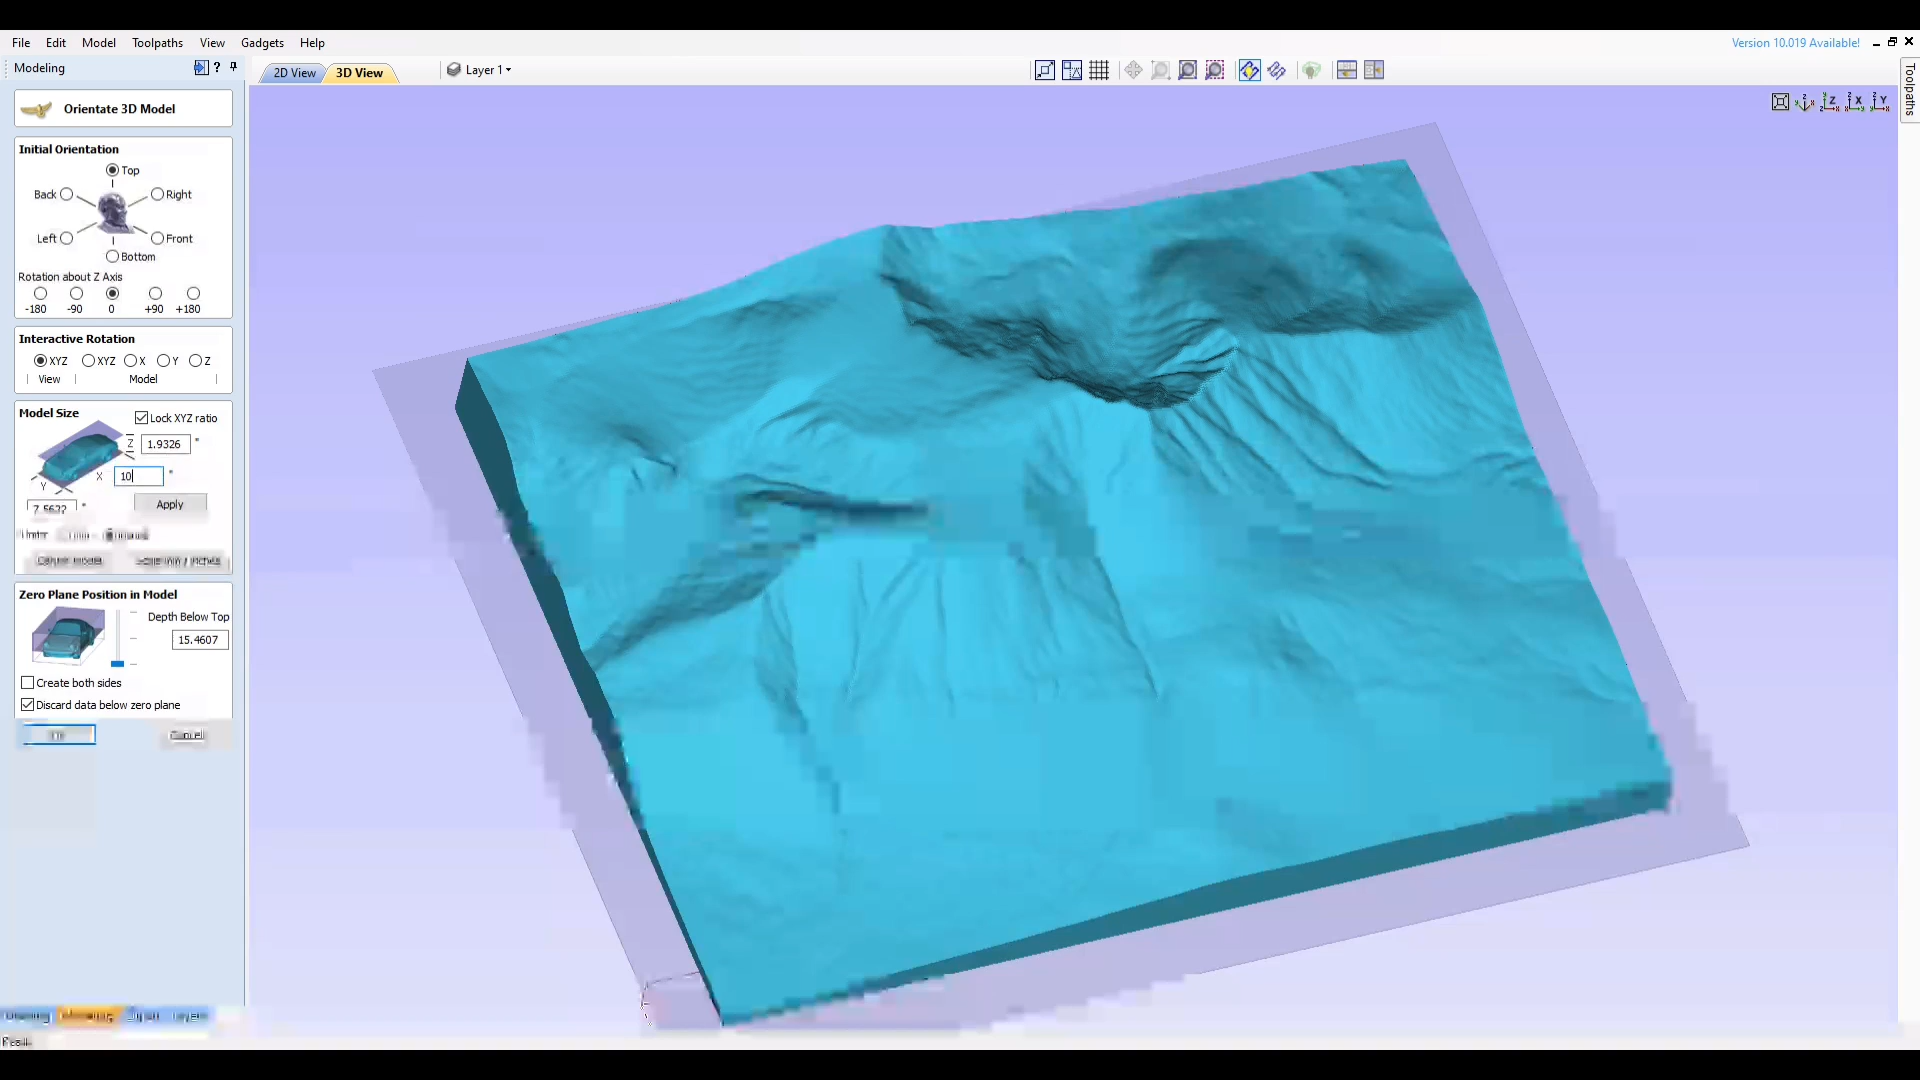 File Edit Model Toolpaths View Gadgets Help Version 10.019 Available!
Modeling ?
2D View 3D View Layer 1
Toolpaths
Orientate 3D Model
Initial Orientation
Top
Back Right
Left Front
Bottom
Rotation about Z Axis
-180 -90 0 +90 +180
Interactive Rotation
XYZ XYZ X Y Z
View Model
Model Size
Lock XYZ ratio
Z 1.9326 "
X 10 "
Y
7.5622 "
Apply
Zero Plane Position in Model
Depth Below Top
15.4607
Create both sides
Discard data below zero plane
Cancel